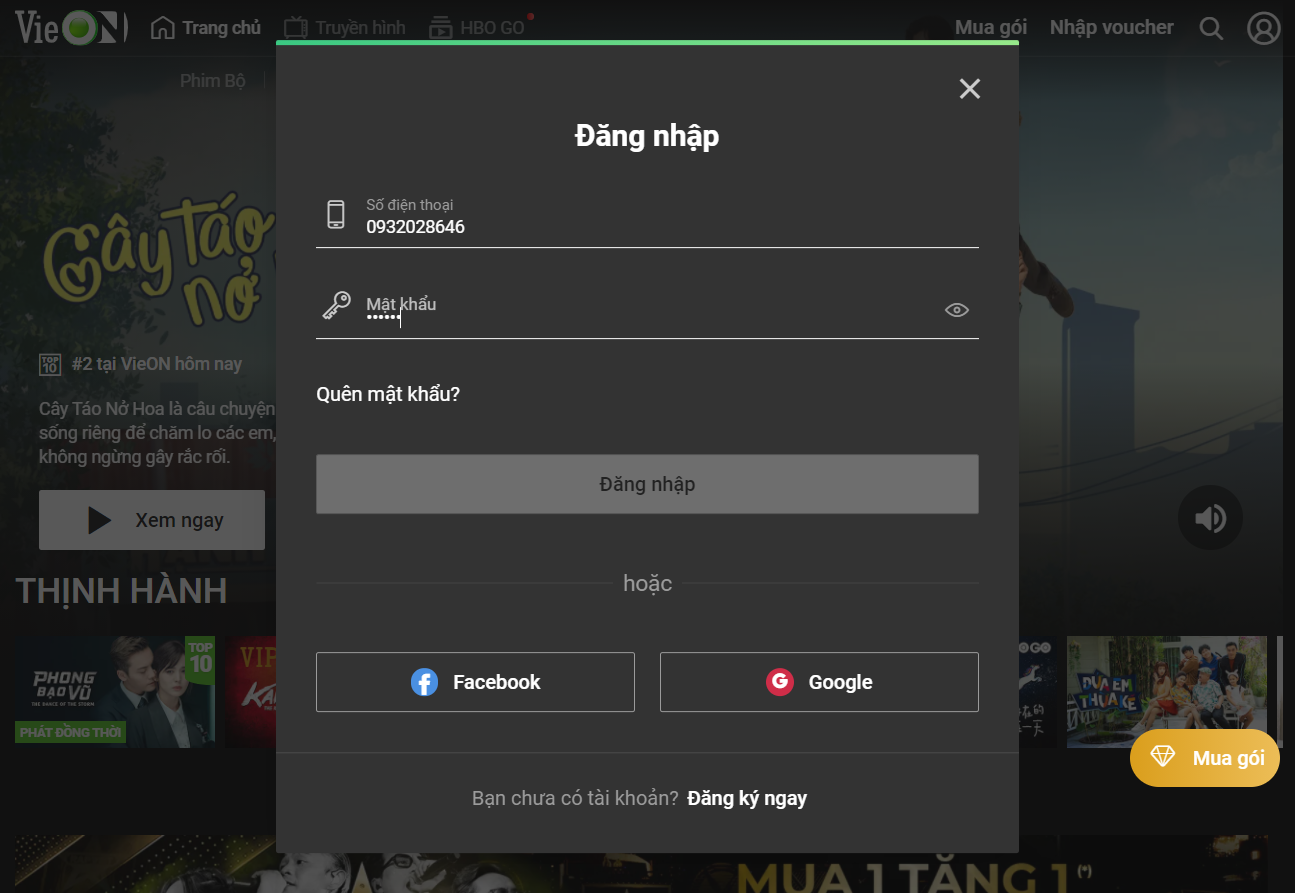 VieON
Trang chủ
Truyền hình
HBO GO
Mua gói
Nhập voucher
Phim Bộ
Đăng nhập
Số điện thoại
0932028646
Mật khẩu
••••••
Quên mật khẩu?
Đăng nhập
hoặc
Facebook
Google
Bạn chưa có tài khoản? Đăng ký ngay
Cây táo
nở
TOP
10
#2 tại VieON hôm nay
Cây Táo Nở Hoa là câu chuyện
sống riêng để chăm lo các em,
không ngừng gây rắc rối.
Xem ngay
THỊNH HÀNH
PHONG
BẠO VŨ
THE DANCE OF THE STORM
TOP
10
PHÁT ĐỒNG THỜI
VIP
DƯA EM
THUA KE
Mua gói
MUA 1 TẶNG 1 (*)